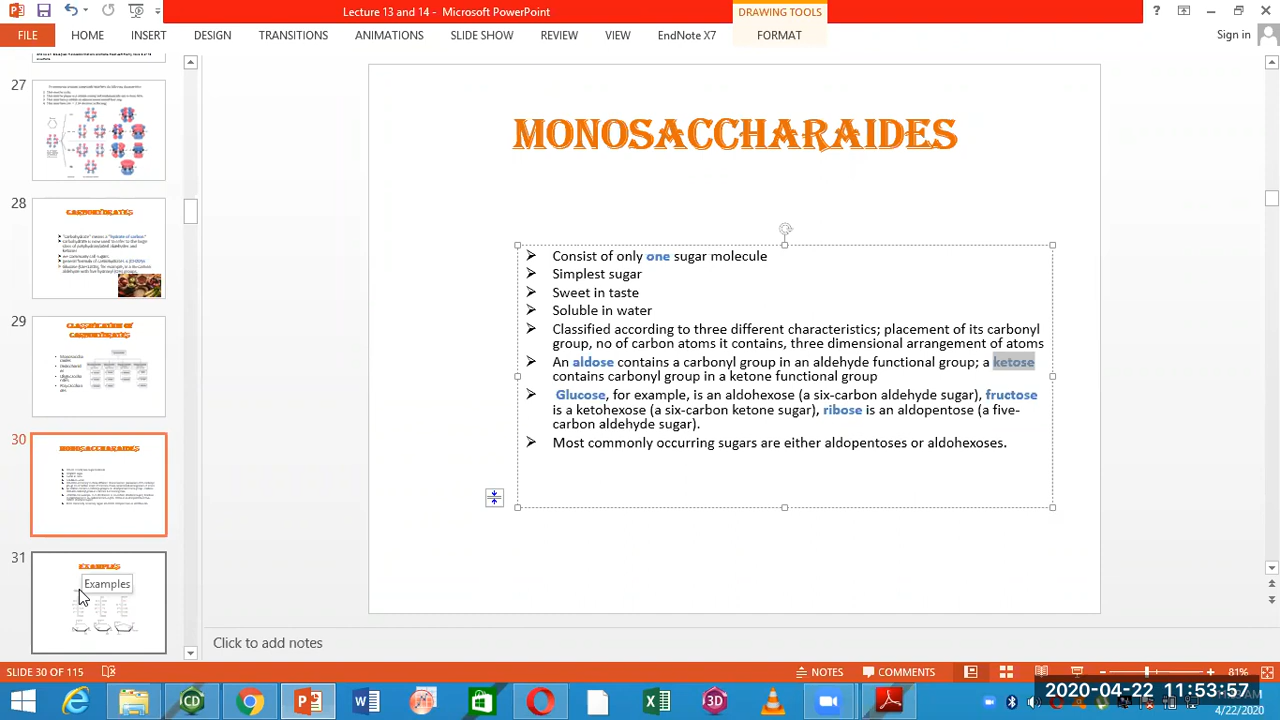 Lecture 13 and 14 - Microsoft PowerPoint
DRAWING TOOLS
FILE
HOME
INSERT
DESIGN
TRANSITIONS
ANIMATIONS
SLIDE SHOW
REVIEW
VIEW
EndNote X7
FORMAT
Sign in
27
28
CARBOHYDRATES
29
CLASSIFICATION OF
CARBOHYDRATES
30
MONOSACCHARAIDES
31
EXAMPLES
Examples
MONOSACCHARAIDES
Consist of only one sugar molecule
Simplest sugar
Sweet in taste
Soluble in water
Classified according to three different characteristics; placement of its carbonyl
group, no of carbon atoms it contains, three dimensional arrangement of atoms
An aldose contains a carbonyl group in an aldehyde functional group; a ketose
contains carbonyl group in a ketone functional group
Glucose, for example, is an aldohexose (a six-carbon aldehyde sugar), fructose
is a ketohexose (a six-carbon ketone sugar), ribose is an aldopentose (a five-
carbon aldehyde sugar).
Most commonly occurring sugars are either aldopentoses or aldohexoses.
Click to add notes
SLIDE 30 OF 115
NOTES
COMMENTS
81%
2020-04-22 11:53:57
4/22/2020